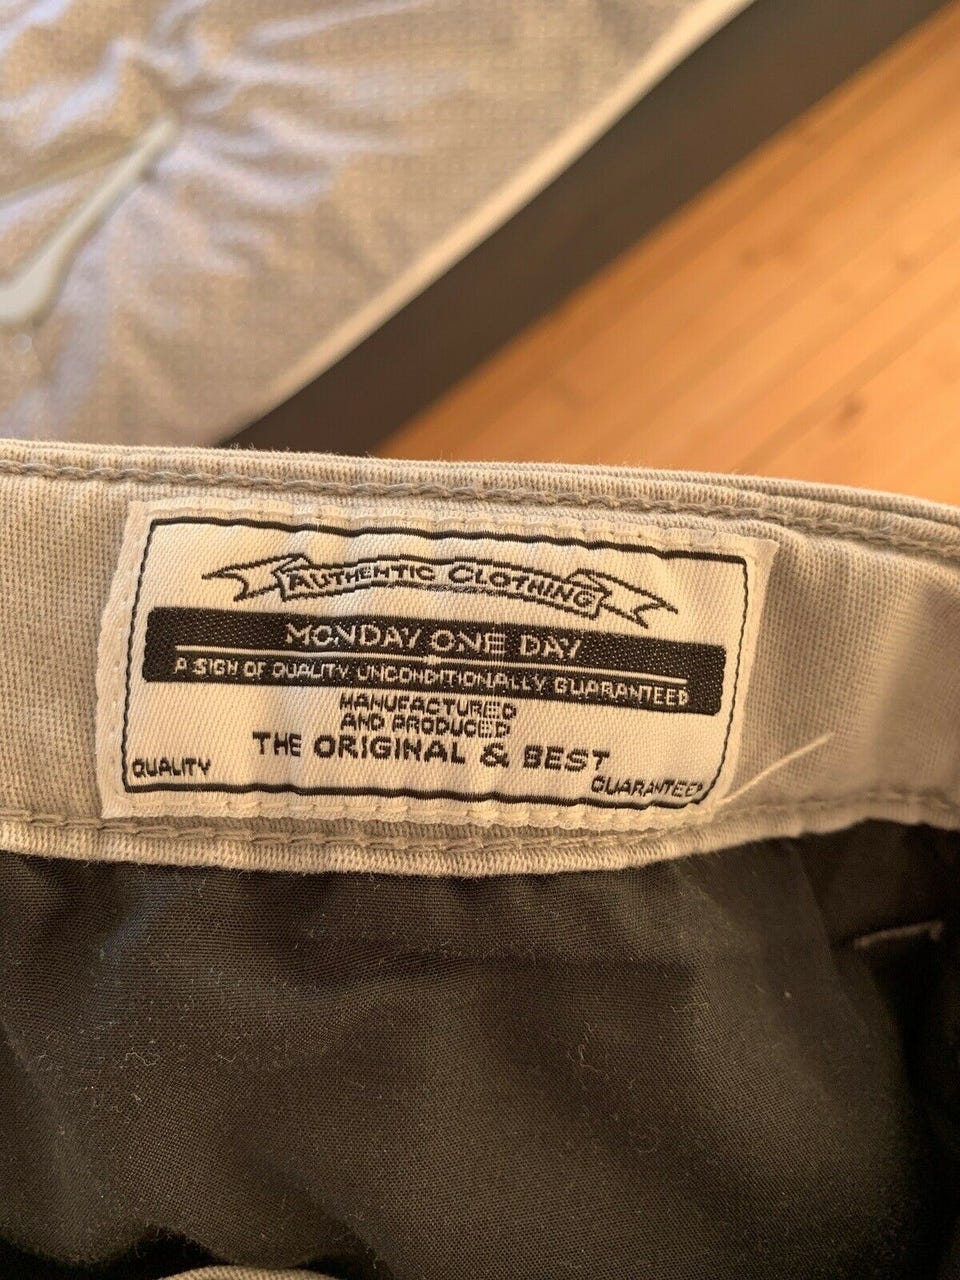 AUTHENTIC CLOTHING
MONDAY ONE DAY
A SIGN OF QUALITY UNCONDITIONALLY GUARANTEED
MANUFACTURED
AND PRODUCED
THE ORIGINAL & BEST
QUALITY
GUARANTEED